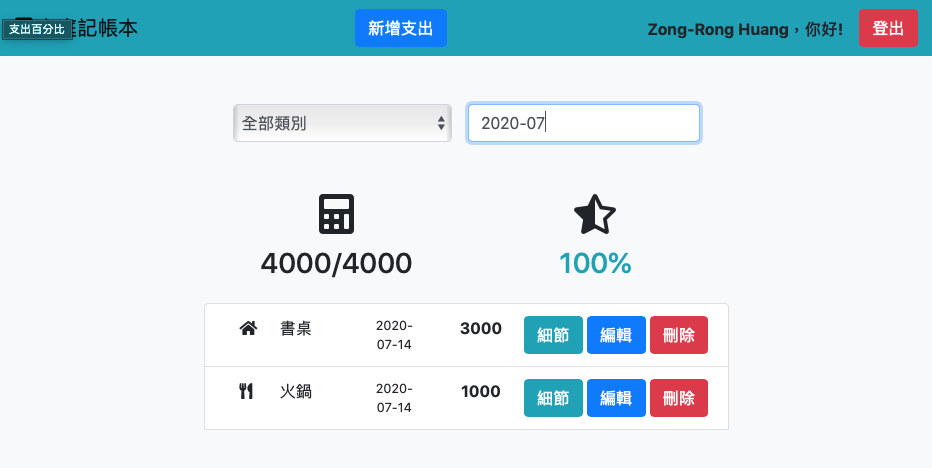 支出百分比
記帳本
新增支出
Zong-Rong Huang，你好!
登出
全部類別
2020-07
4000/4000
100%
書桌
2020-
07-14
3000
細節
編輯
刪除
火鍋
2020-
07-14
1000
細節
編輯
刪除